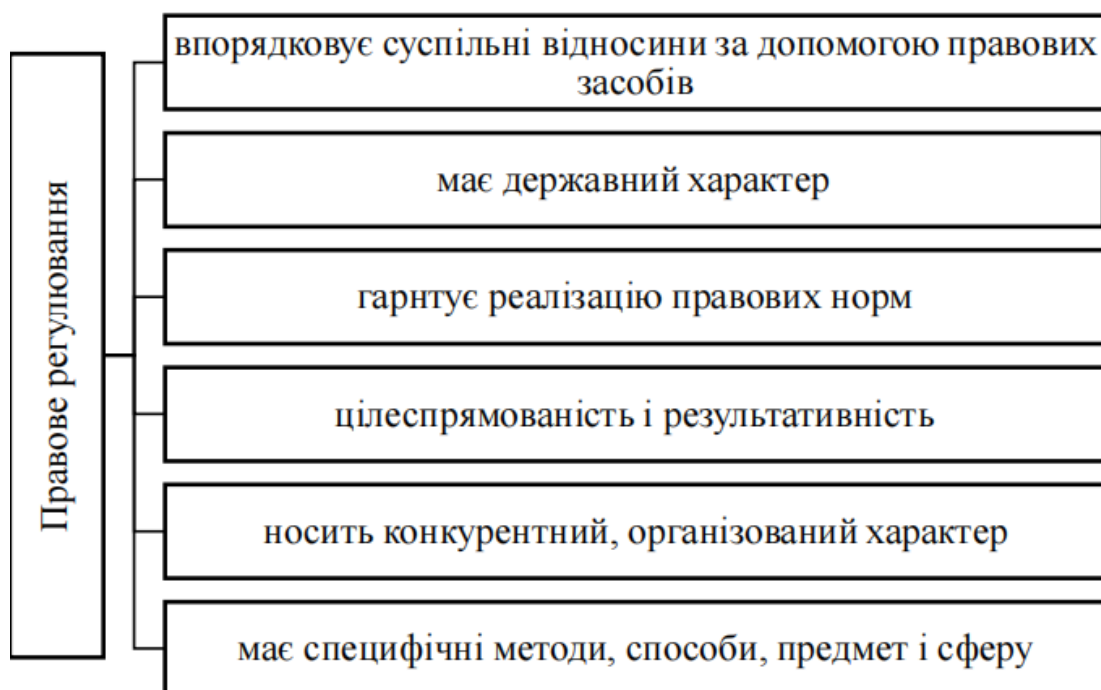 Правове регулювання
впорядковує суспільні відносини за допомогою правових
засобів
має державний характер
гарнтує реалізацію правових норм
цілеспрямованість і результативність
носить конкурентний, організований характер
має специфічні методи, способи, предмет і сферу